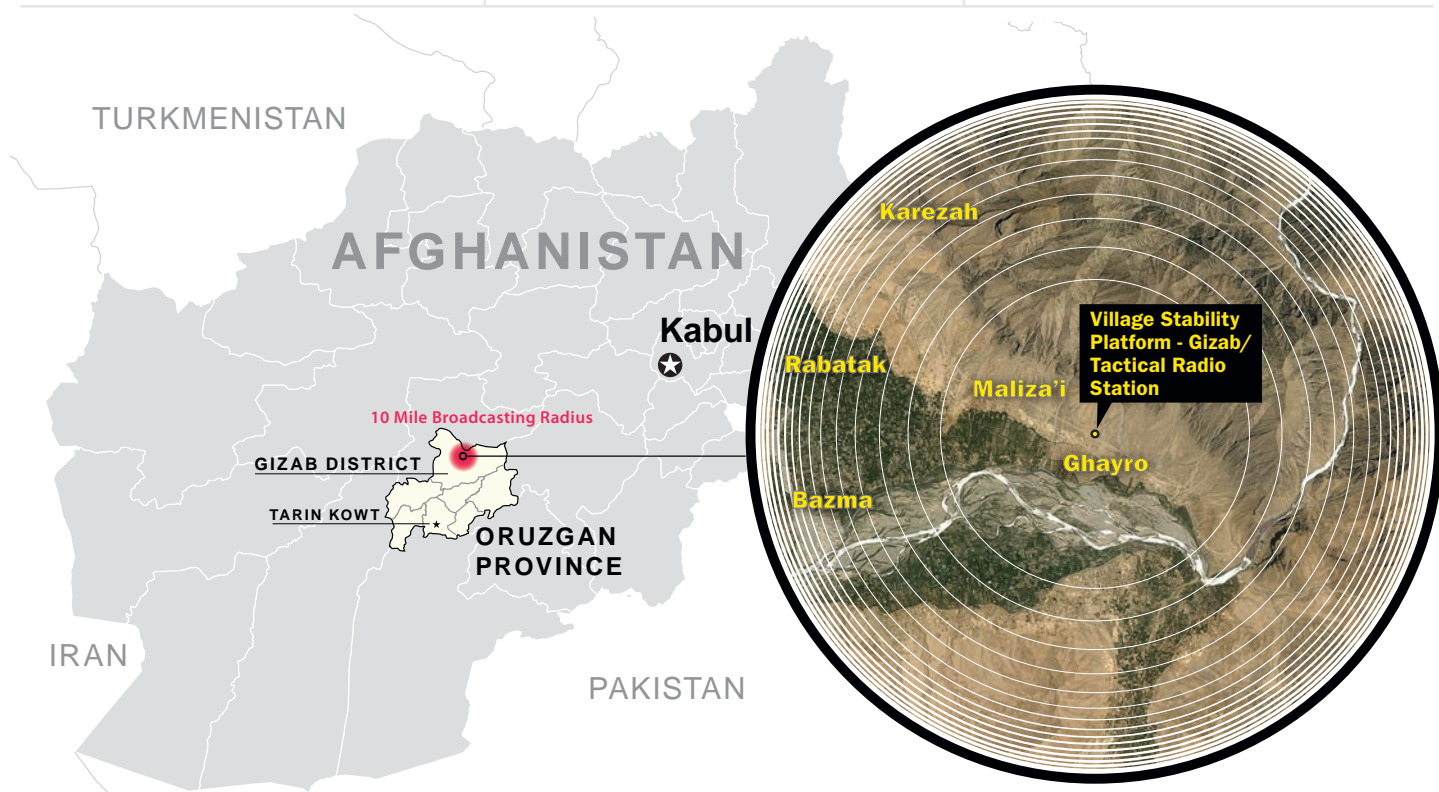 TURKMENISTAN
AFGHANISTAN
Kabul
10 Mile Broadcasting Radius
GIZAB DISTRICT
TARIN KOWT
ORUZGAN
PROVINCE
IRAN
PAKISTAN
Karezah
Village Stability
Platform - Gizab/
Tactical Radio
Station
Rabatak
Maliza'i
Ghayro
Bazma